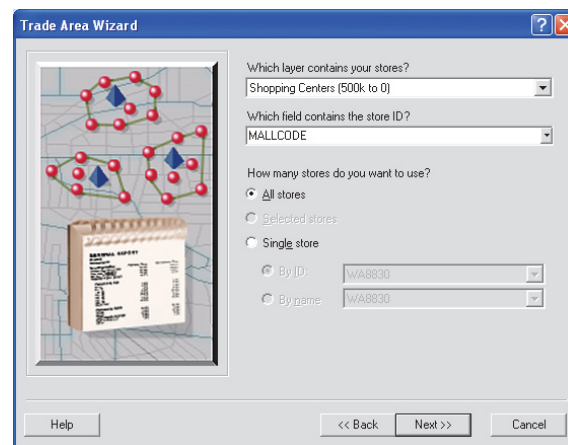 Trade Area Wizard
Which layer contains your stores?
Shopping Centers (500k to 0)
Which field contains the store ID?
MALLCODE
How many stores do you want to use?
All stores
Selected stores
Single store
By ID:
WA8830
By name:
WA8830
Help
<< Back
Next >>
Cancel